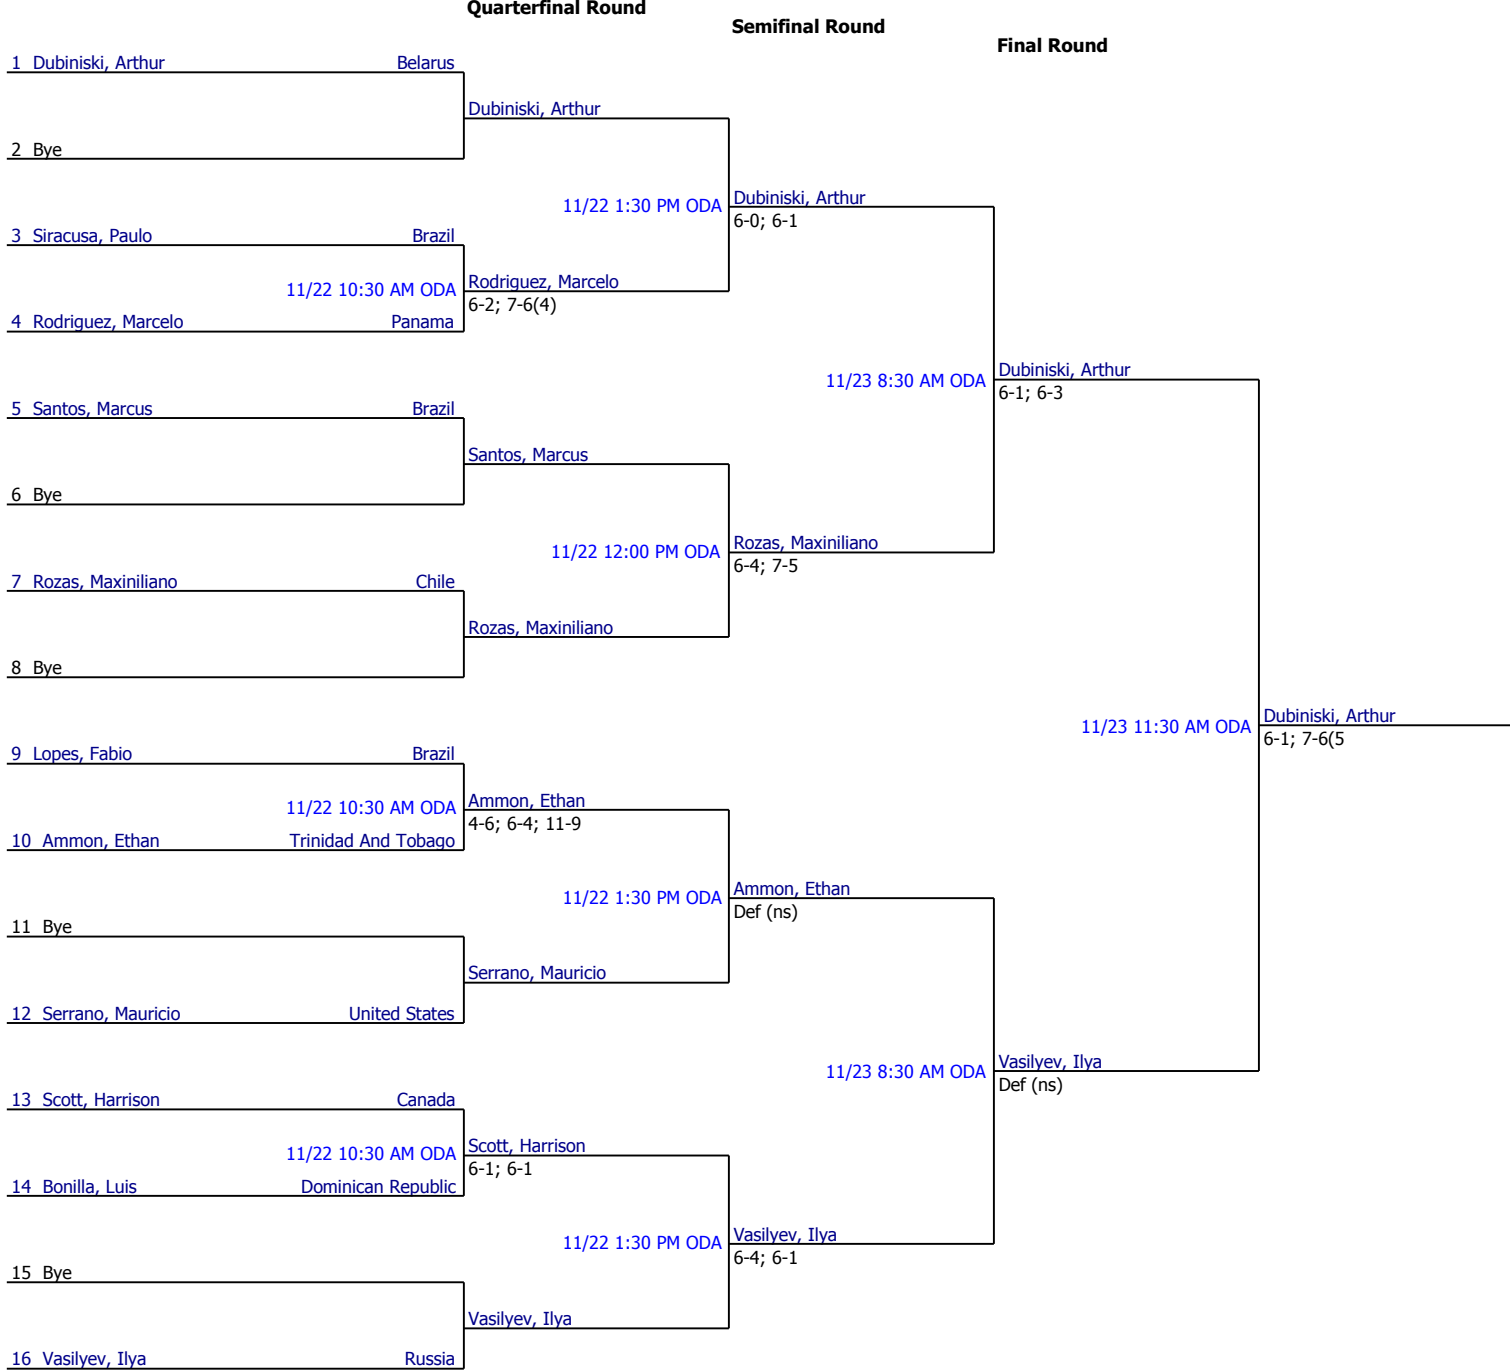 Quarterfinal Round
Semifinal Round
Final Round
1 Dubiniski, Arthur Belarus
Dubiniski, Arthur
2 Bye
11/22 1:30 PM ODA Dubiniski, Arthur
6-0; 6-1
3 Siracusa, Paulo Brazil
11/22 10:30 AM ODA Rodriguez, Marcelo
6-2; 7-6(4)
4 Rodriguez, Marcelo Panama
11/23 8:30 AM ODA Dubiniski, Arthur
6-1; 6-3
5 Santos, Marcus Brazil
Santos, Marcus
6 Bye
11/22 12:00 PM ODA Rozas, Maxiniliano
6-4; 7-5
7 Rozas, Maxiniliano Chile
Rozas, Maxiniliano
8 Bye
11/23 11:30 AM ODA Dubiniski, Arthur
6-1; 7-6(5
9 Lopes, Fabio Brazil
11/22 10:30 AM ODA Ammon, Ethan
4-6; 6-4; 11-9
10 Ammon, Ethan Trinidad And Tobago
11/22 1:30 PM ODA Ammon, Ethan
Def (ns)
11 Bye
Serrano, Mauricio
12 Serrano, Mauricio United States
11/23 8:30 AM ODA Vasilyev, Ilya
Def (ns)
13 Scott, Harrison Canada
11/22 10:30 AM ODA Scott, Harrison
6-1; 6-1
14 Bonilla, Luis Dominican Republic
11/22 1:30 PM ODA Vasilyev, Ilya
6-4; 6-1
15 Bye
Vasilyev, Ilya
16 Vasilyev, Ilya Russia